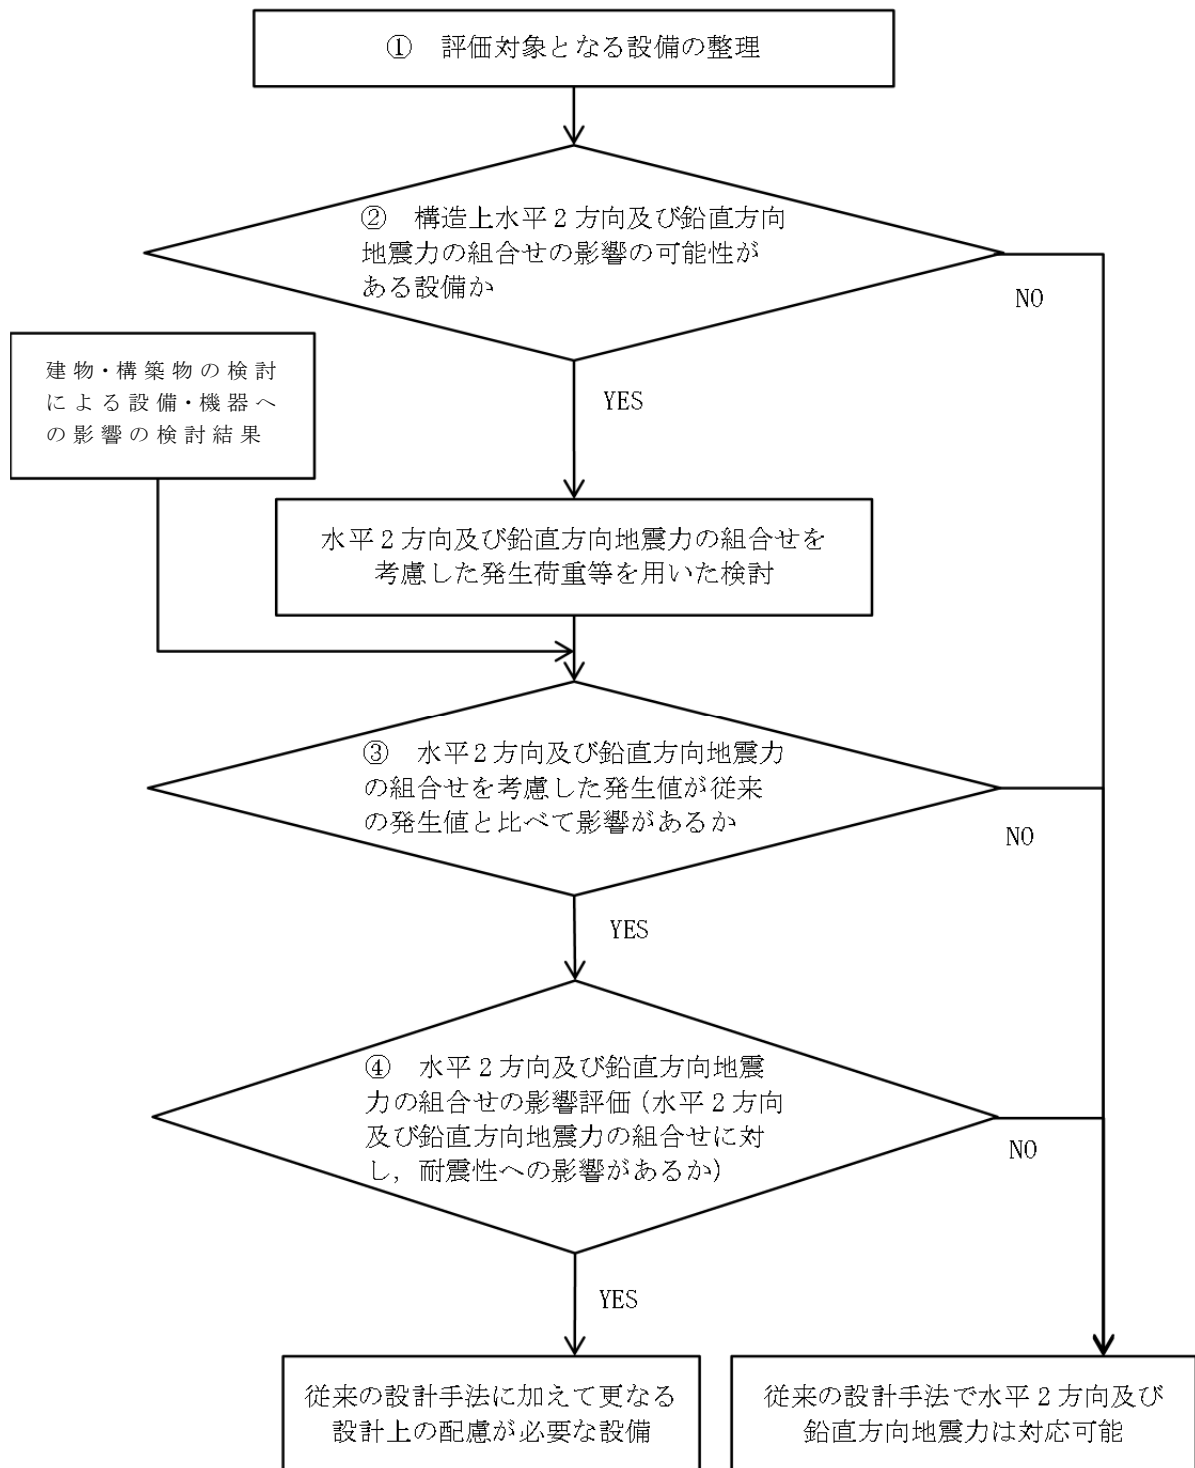 ① 評価対象となる設備の整理
② 構造上水平２方向及び鉛直方向
地震力の組合せの影響の可能性が
ある設備か
NO
建物・構築物の検討
による設備・機器へ
の影響の検討結果
YES
水平２方向及び鉛直方向地震力の組合せを
考慮した発生荷重等を用いた検討
③ 水平２方向及び鉛直方向地震力
の組合せを考慮した発生値が従来
の発生値と比べて影響があるか
NO
YES
④ 水平２方向及び鉛直方向地震
力の組合せの影響評価（水平２方向
及び鉛直方向地震力の組合せに対
し，耐震性への影響があるか）
NO
YES
従来の設計手法に加えて更なる
設計上の配慮が必要な設備
従来の設計手法で水平２方向及び
鉛直方向地震力は対応可能